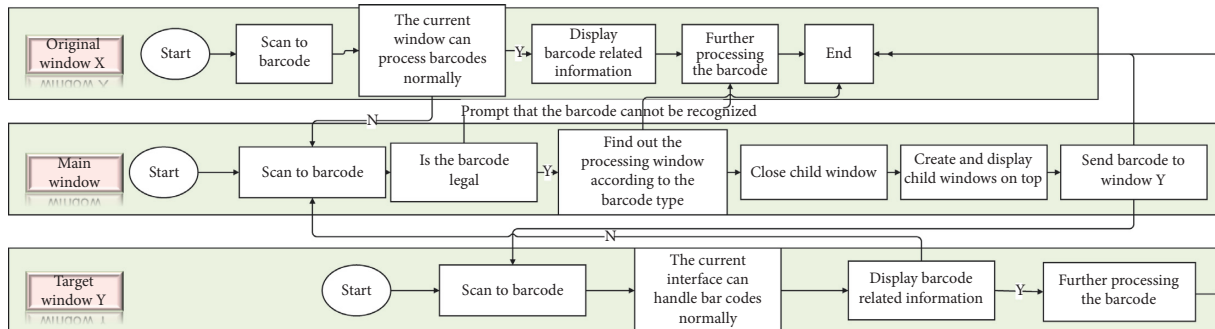 Original
window X
Start
Scan to
barcode
The current
window can
process barcodes
normally
Y
Display
barcode related
information
Further
processing
the barcode
End
N
Prompt that the barcode cannot be recognized
Main
window
Start
Scan to barcode
Is the barcode
legal
Y
Find out the
processing window
according to the
barcode type
Close child window
Create and display
child windows on top
Send barcode to
window Y
N
Target
window Y
Start
Scan to barcode
The current
interface can
handle bar codes
normally
Display barcode
related information
Y
Further processing
the barcode